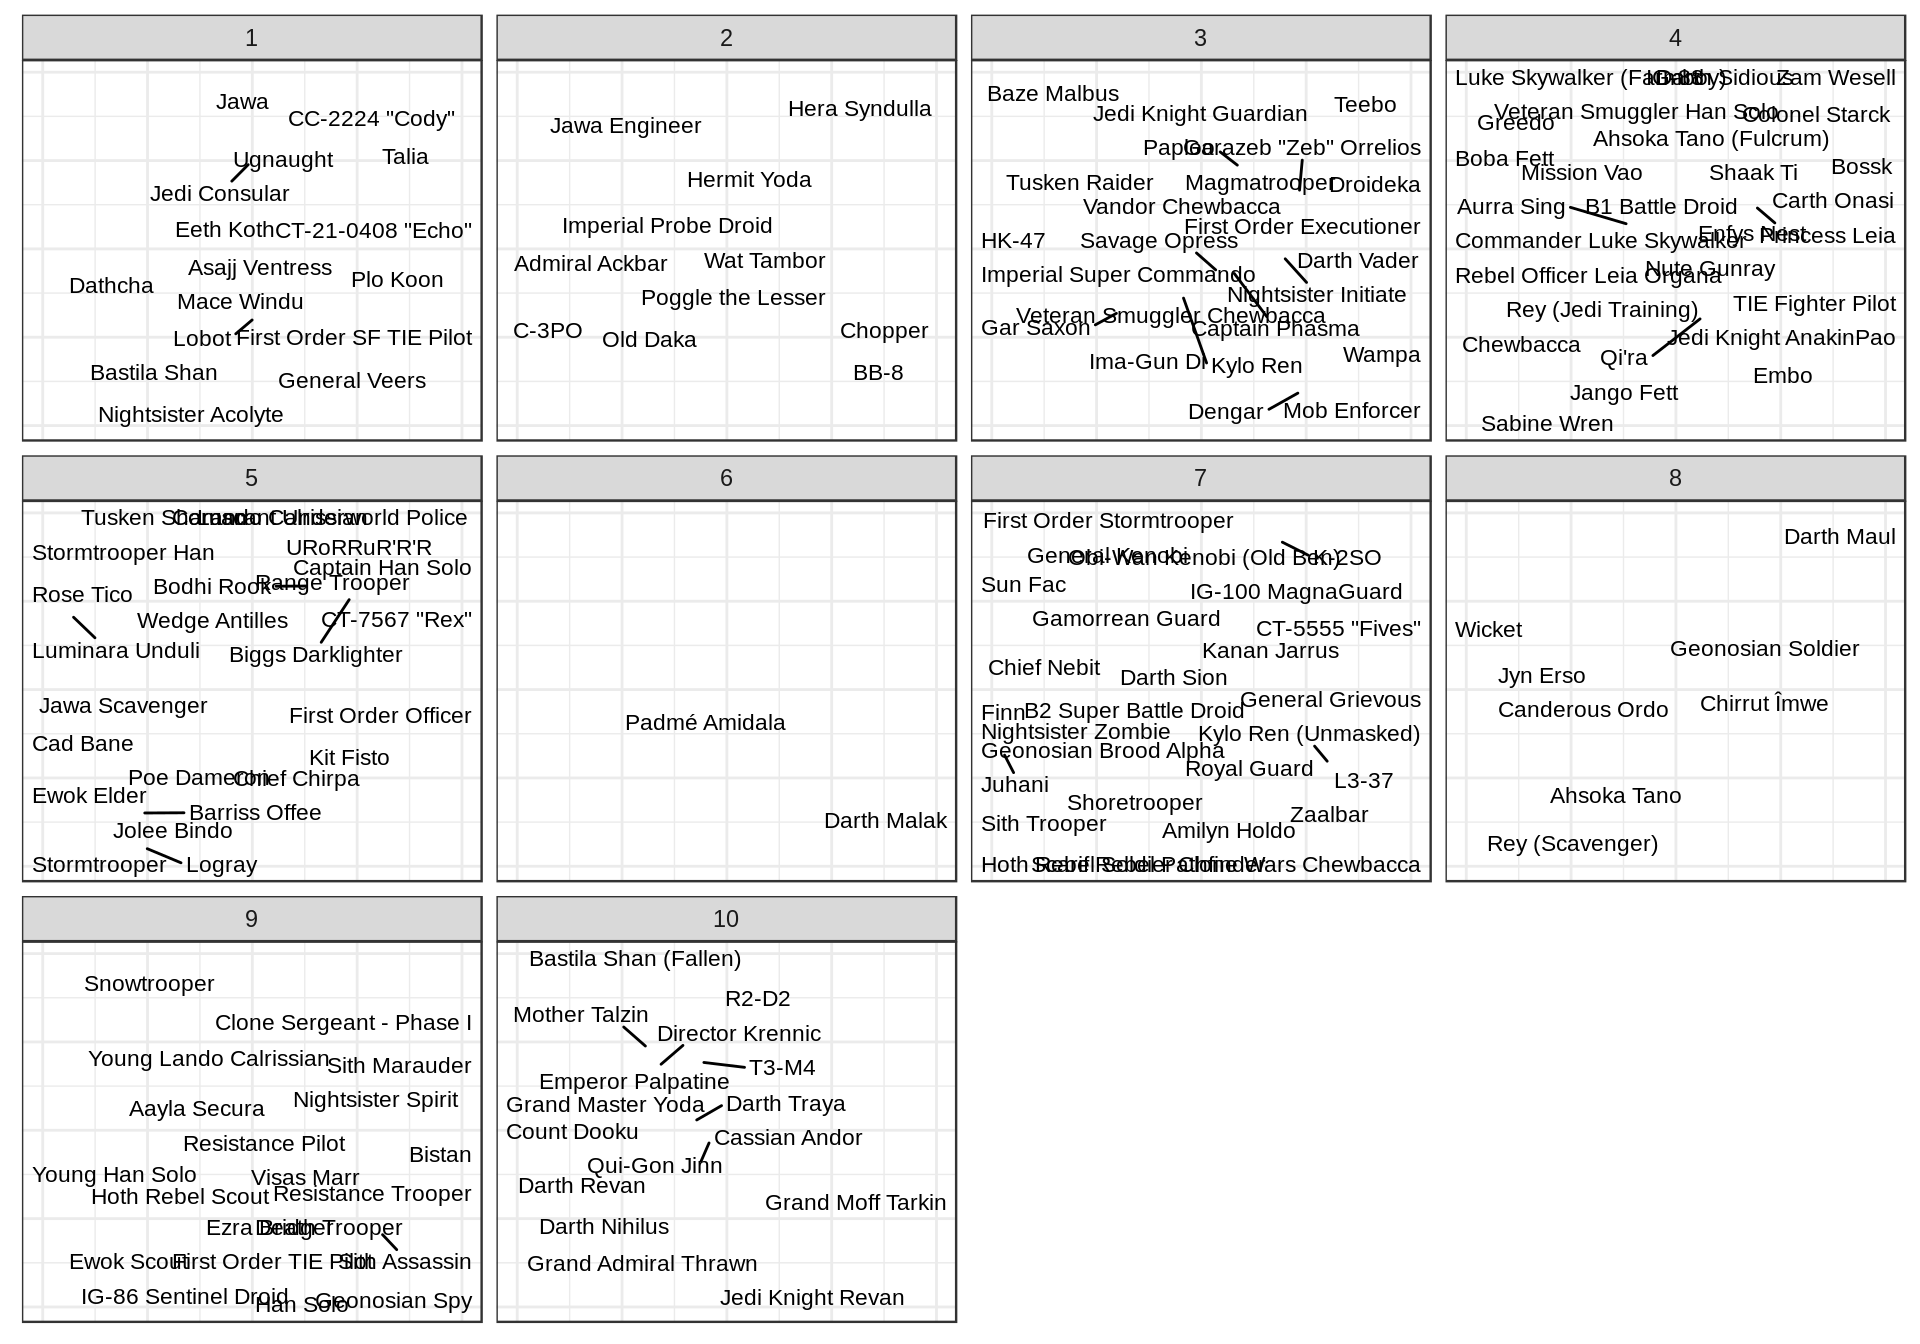 1
Jawa
CC-2224 "Cody"
Ugnaught
Talia
Jedi Consular
Eeth Koth
CT-21-0408 "Echo"
Asajj Ventress
Plo Koon
Dathcha
Mace Windu
Lobot
First Order SF TIE Pilot
Bastila Shan
General Veers
Nightsister Acolyte
2
Hera Syndulla
Jawa Engineer
Hermit Yoda
Imperial Probe Droid
Admiral Ackbar
Wat Tambor
Poggle the Lesser
C-3PO
Old Daka
Chopper
BB-8
3
Baze Malbus
Teebo
Jedi Knight Guardian
Paploo
Garazeb "Zeb" Orrelios
Tusken Raider
Magmatrooper
Droideka
Vandor Chewbacca
First Order Executioner
HK-47
Savage Opress
Darth Vader
Imperial Super Commando
Nightsister Initiate
Veteran Smuggler Chewbacca
Gar Saxon
Captain Phasma
Ima-Gun Di
Kylo Ren
Wampa
Dengar
Mob Enforcer
4
Luke Skywalker (Farmboy)
IG-88
Darth Sidious
Zam Wesell
Veteran Smuggler Han Solo
Colonel Starck
Greedo
Ahsoka Tano (Fulcrum)
Boba Fett
Mission Vao
Shaak Ti
Bossk
Aurra Sing
B1 Battle Droid
Carth Onasi
Enfys Nest
Princess Leia
Commander Luke Skywalker
Nute Gunray
Rebel Officer Leia Organa
Rey (Jedi Training)
TIE Fighter Pilot
Jedi Knight Anakin
Pao
Chewbacca
Qi'ra
Embo
Jango Fett
Sabine Wren
5
Tusken Shaman
Coruscant Underworld Police
Lando Calrissian
Stormtrooper Han
URoRRuR'R'R
Captain Han Solo
Bodhi Rook
Range Trooper
Rose Tico
Wedge Antilles
CT-7567 "Rex"
Luminara Unduli
Biggs Darklighter
Jawa Scavenger
First Order Officer
Cad Bane
Kit Fisto
Poe Dameron
Chief Chirpa
Ewok Elder
Barriss Offee
Jolee Bindo
Stormtrooper
Logray
6
Padmé Amidala
Darth Malak
7
First Order Stormtrooper
General Kenobi
Obi-Wan Kenobi (Old Ben)
K-2SO
Sun Fac
IG-100 MagnaGuard
Gamorrean Guard
CT-5555 "Fives"
Kanan Jarrus
Chief Nebit
Darth Sion
General Grievous
Finn
B2 Super Battle Droid
Nightsister Zombie
Kylo Ren (Unmasked)
Geonosian Brood Alpha
Royal Guard
L3-37
Juhani
Shoretrooper
Zaalbar
Sith Trooper
Amilyn Holdo
Hoth Rebel Soldier
Scarif Rebel Pathfinder
Clone Wars Chewbacca
8
Darth Maul
Wicket
Geonosian Soldier
Jyn Erso
Canderous Ordo
Chirrut Îmwe
Ahsoka Tano
Rey (Scavenger)
9
Snowtrooper
Clone Sergeant - Phase I
Young Lando Calrissian
Sith Marauder
Nightsister Spirit
Aayla Secura
Resistance Pilot
Bistan
Young Han Solo
Visas Marr
Hoth Rebel Scout
Resistance Trooper
Ezra Bridger
Death Trooper
Ewok Scout
First Order TIE Pilot
Sith Assassin
IG-86 Sentinel Droid
Han Solo
Geonosian Spy
10
Bastila Shan (Fallen)
R2-D2
Mother Talzin
Director Krennic
T3-M4
Emperor Palpatine
Grand Master Yoda
Darth Traya
Count Dooku
Cassian Andor
Qui-Gon Jinn
Darth Revan
Grand Moff Tarkin
Darth Nihilus
Grand Admiral Thrawn
Jedi Knight Revan